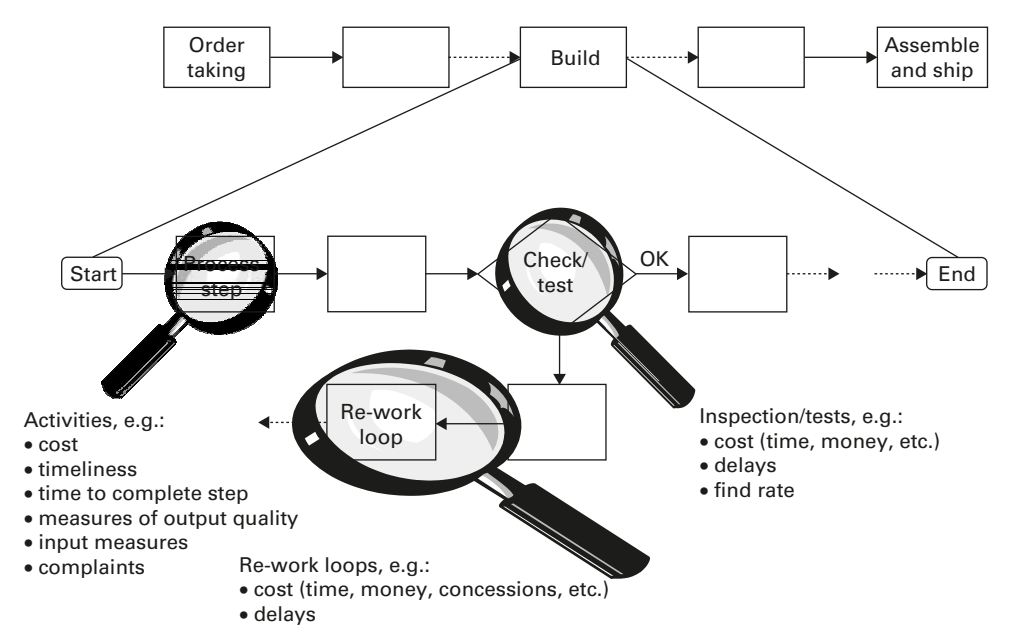 Order
taking
Build
Assemble
and ship
Start
Process
step
Check/
test
OK
End
Re-work
loop
Activities, e.g.:
• cost
• timeliness
• time to complete step
• measures of output quality
• input measures
• complaints
Inspection/tests, e.g.:
• cost (time, money, etc.)
• delays
• find rate
Re-work loops, e.g.:
• cost (time, money, concessions, etc.)
• delays